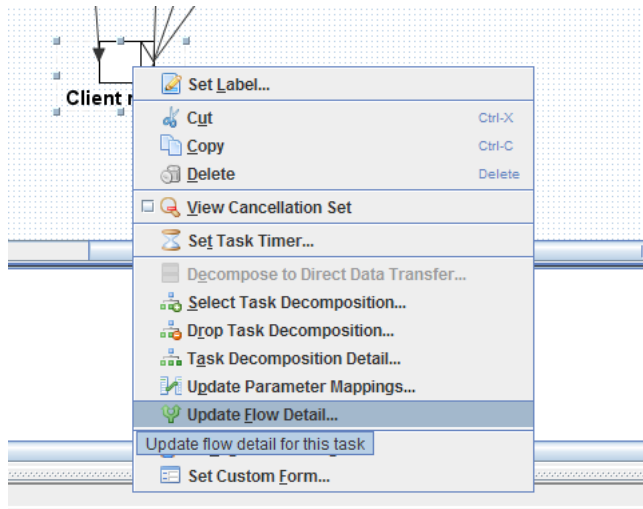 Client r
Set Label...
Cut Ctrl-X
Copy Ctrl-C
Delete Delete
View Cancellation Set
Set Task Timer...
Decompose to Direct Data Transfer...
Select Task Decomposition...
Drop Task Decomposition...
Task Decomposition Detail...
Update Parameter Mappings...
Update Flow Detail...
Update flow detail for this task
Set Custom Form...